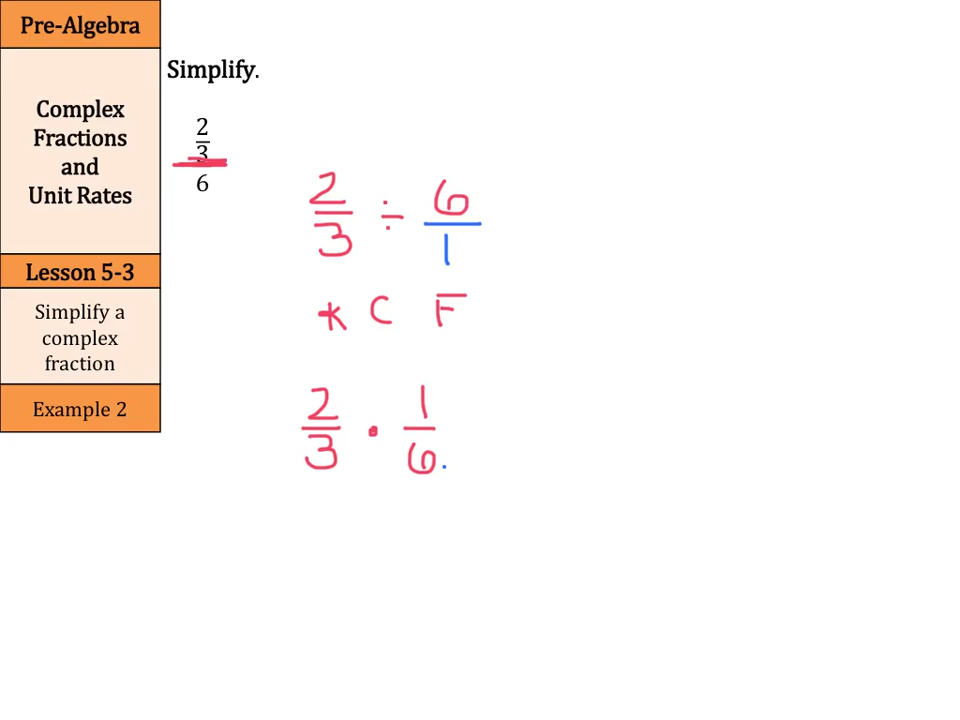 Pre-Algebra
Complex
Fractions
and
Unit Rates
Lesson 5-3
Simplify a
complex
fraction
Example 2
Simplify.
2
3
6
2/3 ÷ 6/1
* C F
2/3 · 1/6